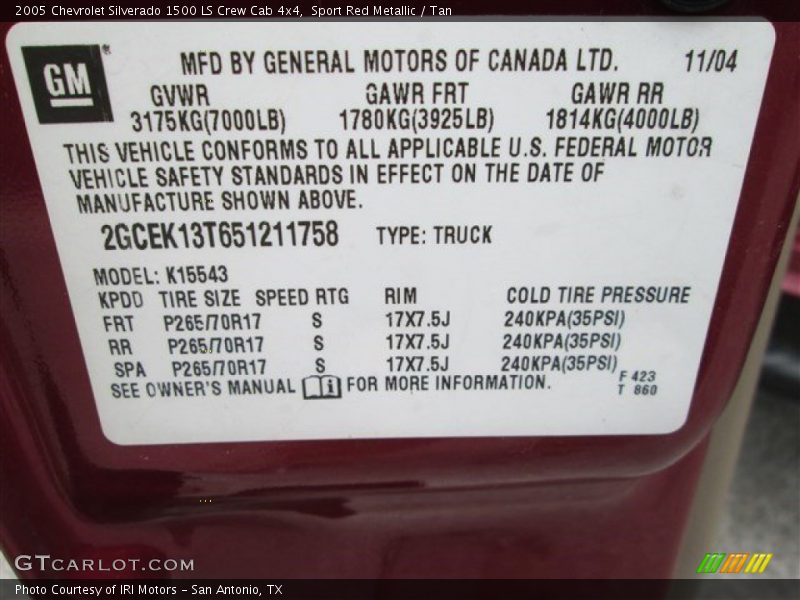 2005 Chevrolet Silverado 1500 LS Crew Cab 4x4, Sport Red Metallic / Tan
GM
MFD BY GENERAL MOTORS OF CANADA LTD. 11/04
GVWR GAWR FRT GAWR RR
3175KG(7000LB) 1780KG(3925LB) 1814KG(4000LB)
THIS VEHICLE CONFORMS TO ALL APPLICABLE U.S. FEDERAL MOTOR
VEHICLE SAFETY STANDARDS IN EFFECT ON THE DATE OF
MANUFACTURE SHOWN ABOVE.
2GCEK13T651211758 TYPE: TRUCK
MODEL: K15543
KPDD TIRE SIZE SPEED RTG RIM COLD TIRE PRESSURE
FRT P265/70R17 S 17X7.5J 240KPA(35PSI)
RR P265/70R17 S 17X7.5J 240KPA(35PSI)
SPA P265/70R17 S 17X7.5J 240KPA(35PSI)
SEE OWNER'S MANUAL i FOR MORE INFORMATION.
F 423
T 860
GTCARLOT.COM
Photo Courtesy of IRI Motors – San Antonio, TX